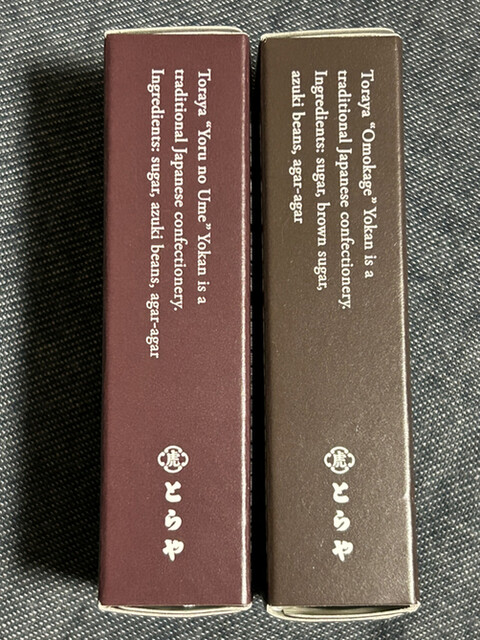 Toraya “Yoru no Ume” Yokan is a
traditional Japanese confectionery.
Ingredients: sugar, azuki beans, agar-agar
虎
とらや
Toraya “Omokage” Yokan is a
traditional Japanese confectionery.
Ingredients: sugar, brown sugar,
azuki beans, agar-agar
虎
とらや